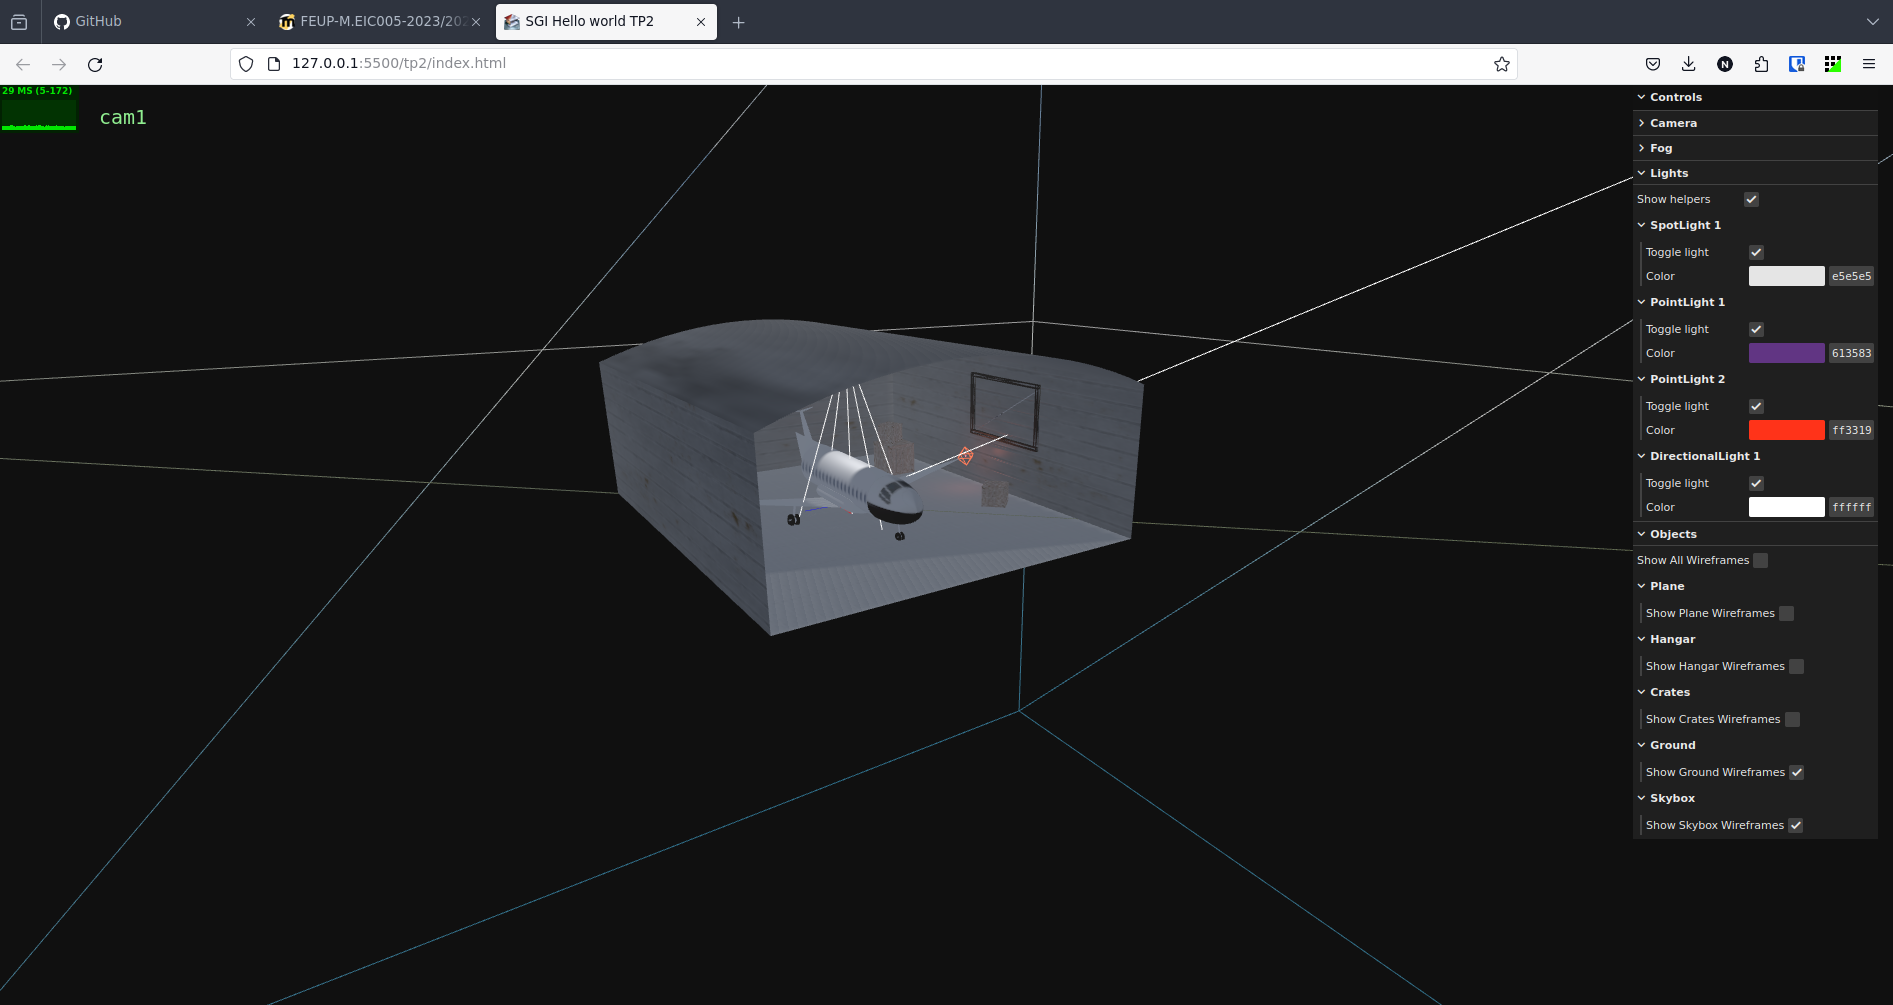 GitHub
FEUP-M.EIC005-2023/202
SGI Hello world TP2
127.0.0.1:5500/tp2/index.html
N
29 MS (5-172)
cam1
Controls
Camera
Fog
Lights
Show helpers
SpotLight 1
Toggle light
Color e5e5e5
PointLight 1
Toggle light
Color 613583
PointLight 2
Toggle light
Color ff3319
DirectionalLight 1
Toggle light
Color ffffff
Objects
Show All Wireframes
Plane
Show Plane Wireframes
Hangar
Show Hangar Wireframes
Crates
Show Crates Wireframes
Ground
Show Ground Wireframes
Skybox
Show Skybox Wireframes